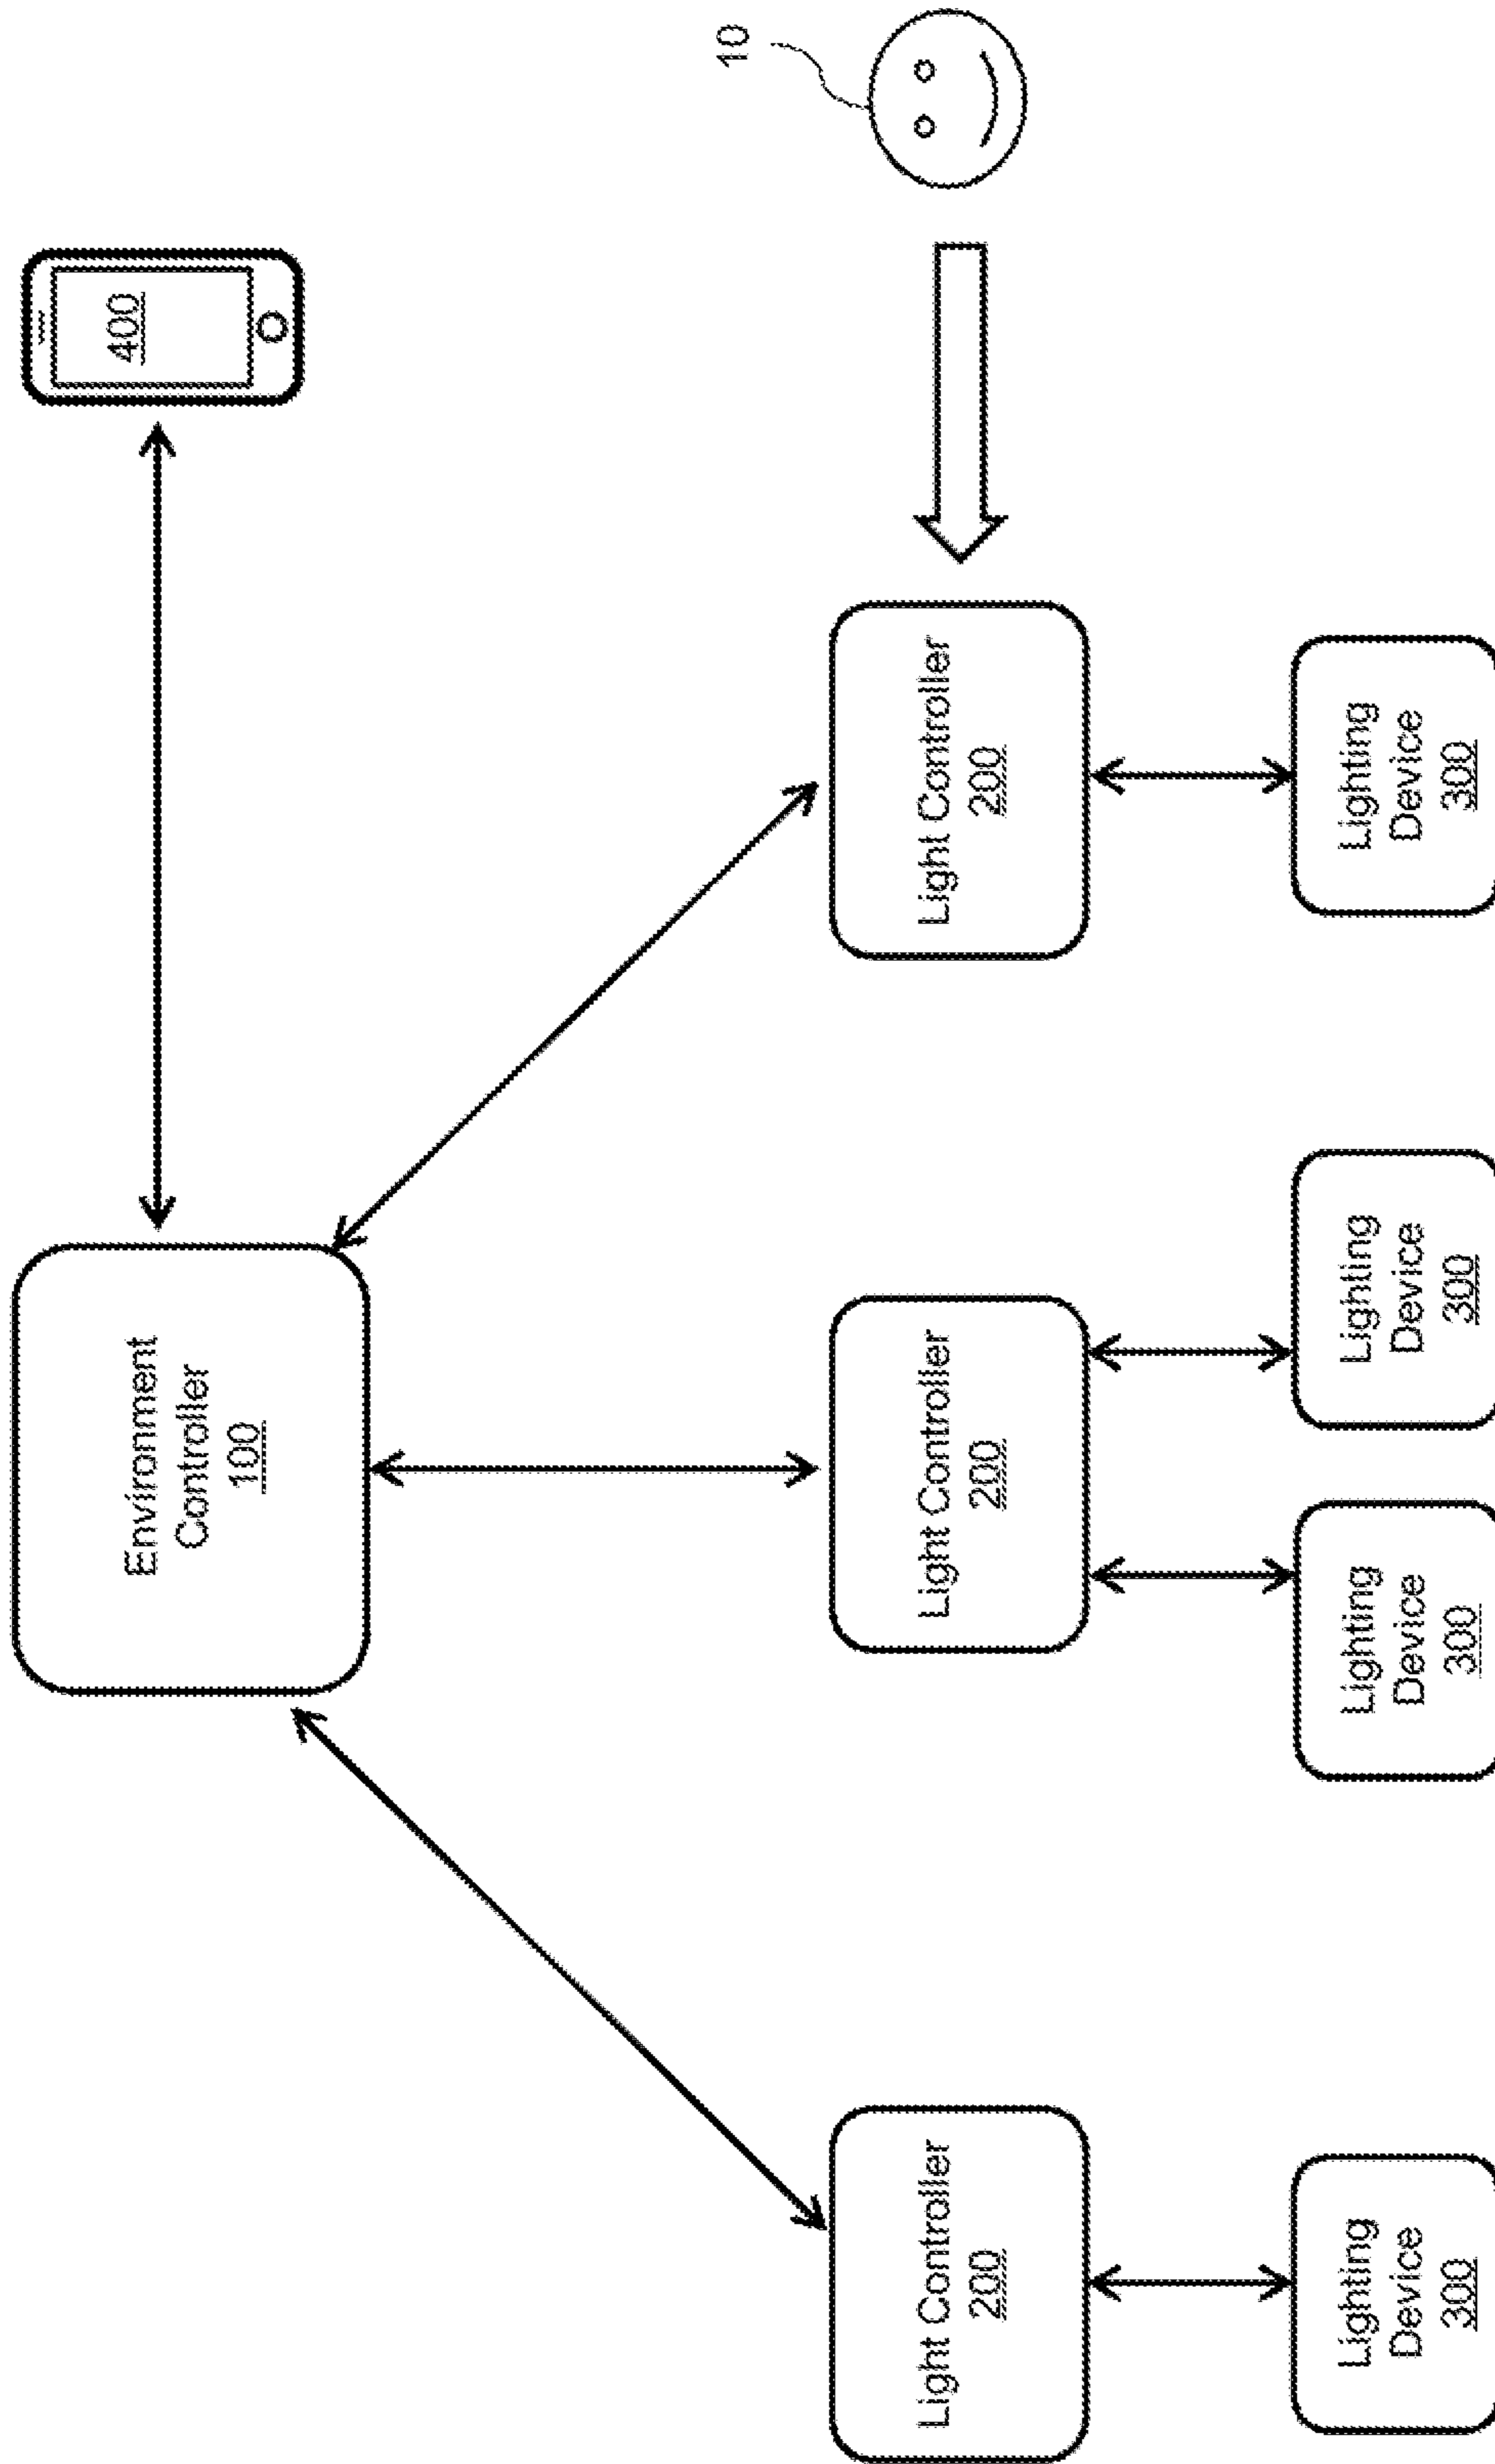 Environment
Controller
100
400
10
Light Controller
200
Light Controller
200
Light Controller
200
Lighting
Device
300
Lighting
Device
300
Lighting
Device
300
Lighting
Device
300